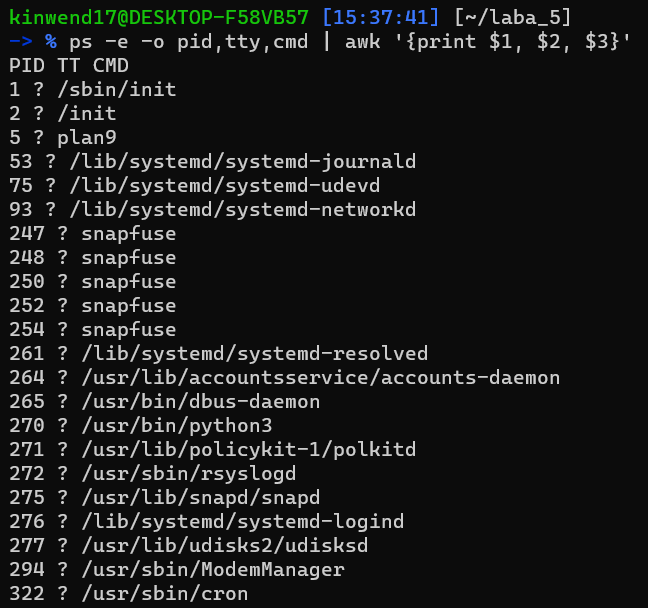 kinwend17@DESKTOP-F58VB57 [15:37:41] [~/laba_5]
-> % ps -e -o pid,tty,cmd | awk '{print $1, $2, $3}'
PID TT CMD
1 ? /sbin/init
2 ? /init
5 ? plan9
53 ? /lib/systemd/systemd-journald
75 ? /lib/systemd/systemd-udevd
93 ? /lib/systemd/systemd-networkd
247 ? snapfuse
248 ? snapfuse
250 ? snapfuse
252 ? snapfuse
254 ? snapfuse
261 ? /lib/systemd/systemd-resolved
264 ? /usr/lib/accountsservice/accounts-daemon
265 ? /usr/bin/dbus-daemon
270 ? /usr/bin/python3
271 ? /usr/lib/policykit-1/polkitd
272 ? /usr/sbin/rsyslogd
275 ? /usr/lib/snapd/snapd
276 ? /lib/systemd/systemd-logind
277 ? /usr/lib/udisks2/udisksd
294 ? /usr/sbin/ModemManager
322 ? /usr/sbin/cron